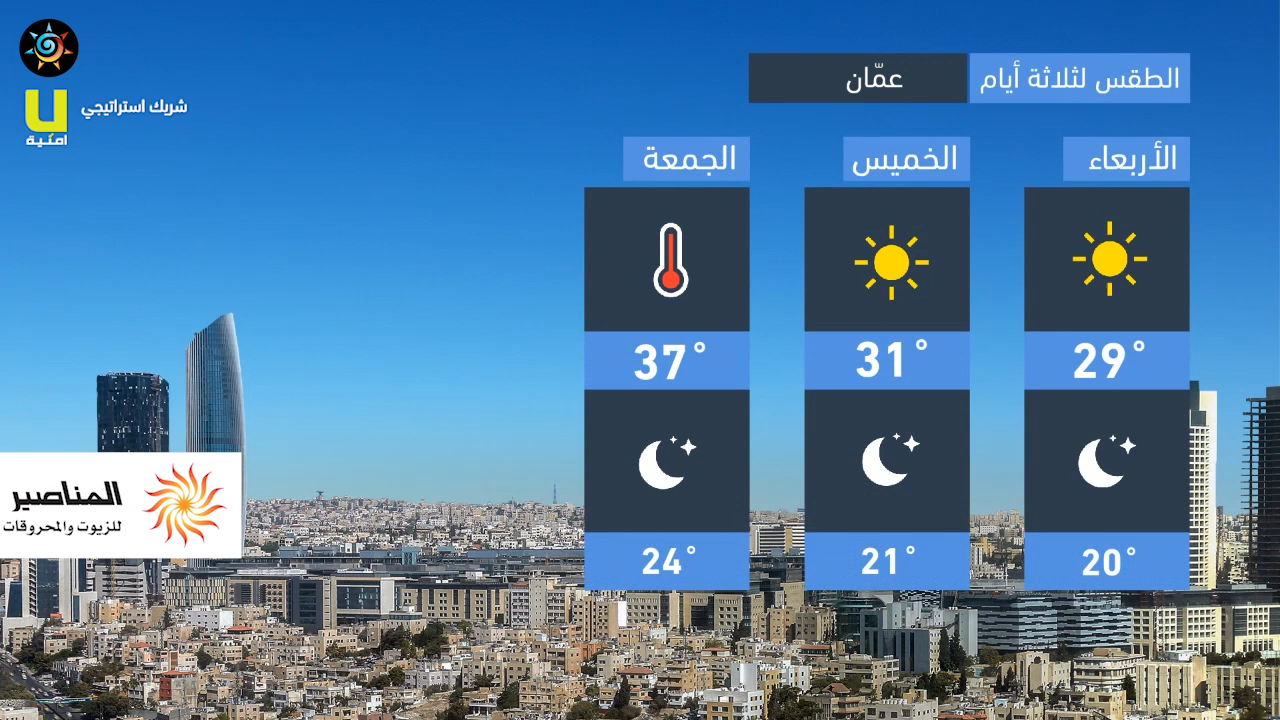 الطقس لثلاثة أيام
عمّان
الأربعاء
الخميس
الجمعة
29°
31°
37°
20°
21°
24°
شريك استراتيجي
امنية
المناصير
للزيوت والمحروقات